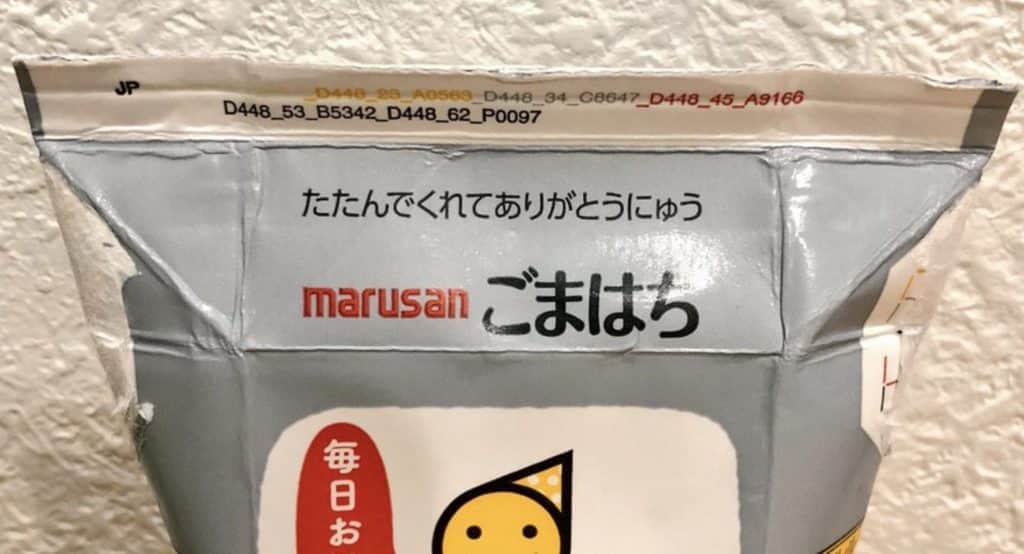 JP
_D448_23_A0563_D448_34_C8647_D448_45_A9166
D448_53_B5342_D448_62_P0097
たたんでくれてありがとうにゅう
marusan ごまはち
毎日お